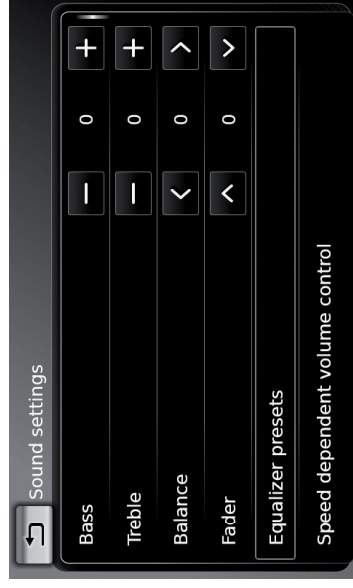 Sound settings
Bass − 0 +
Treble − 0 +
Balance 0
Fader 0
Equalizer presets
Speed dependent volume control